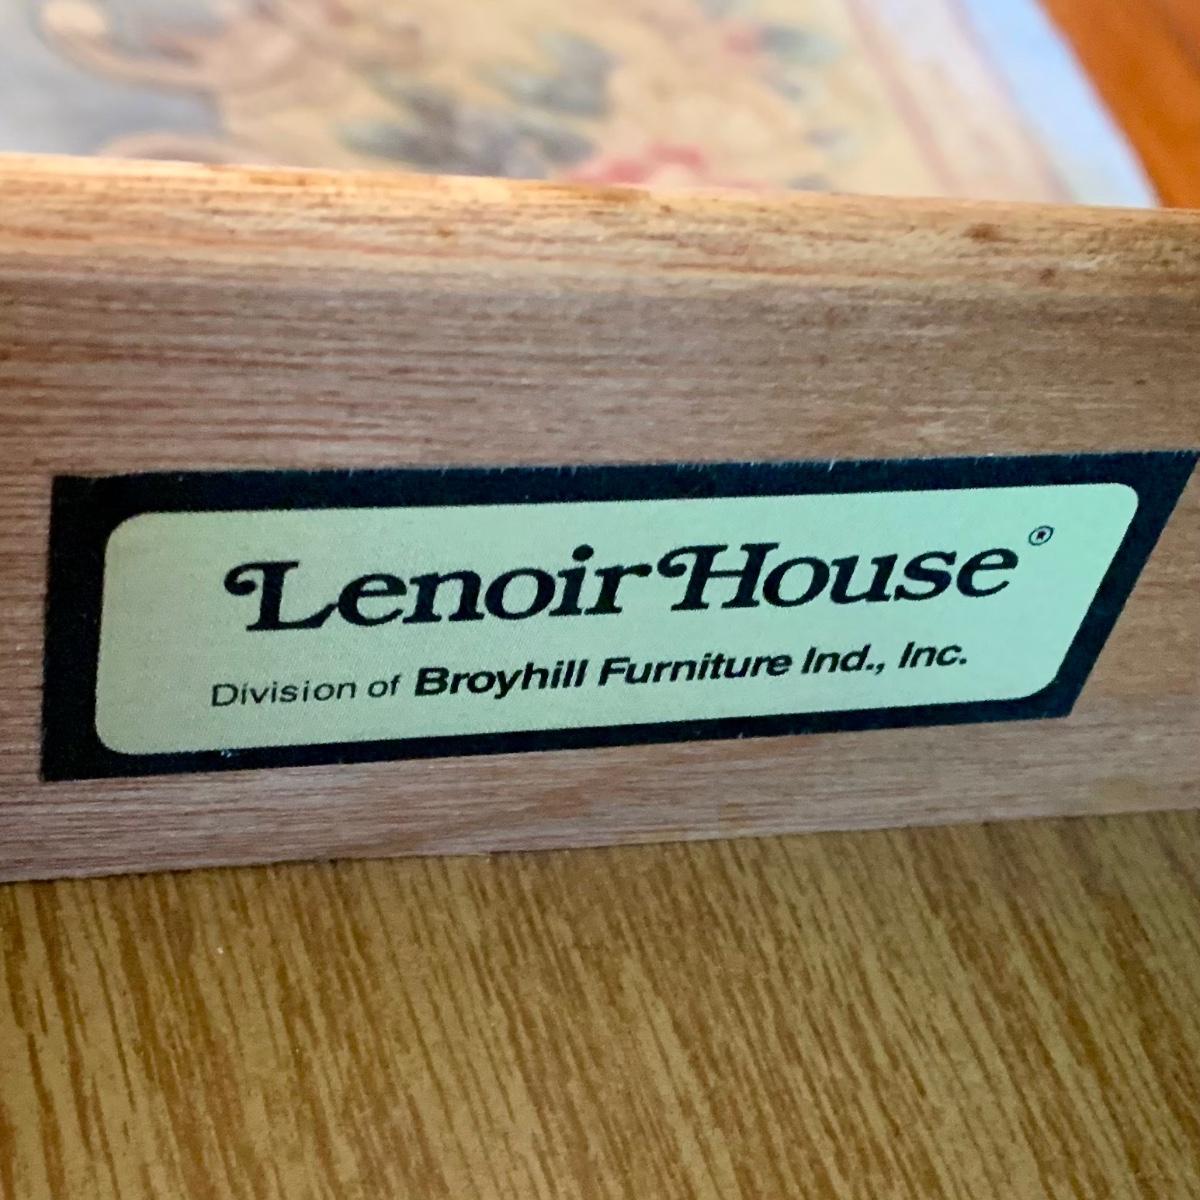 Lenoir House®
Division of Broyhill Furniture Ind., Inc.